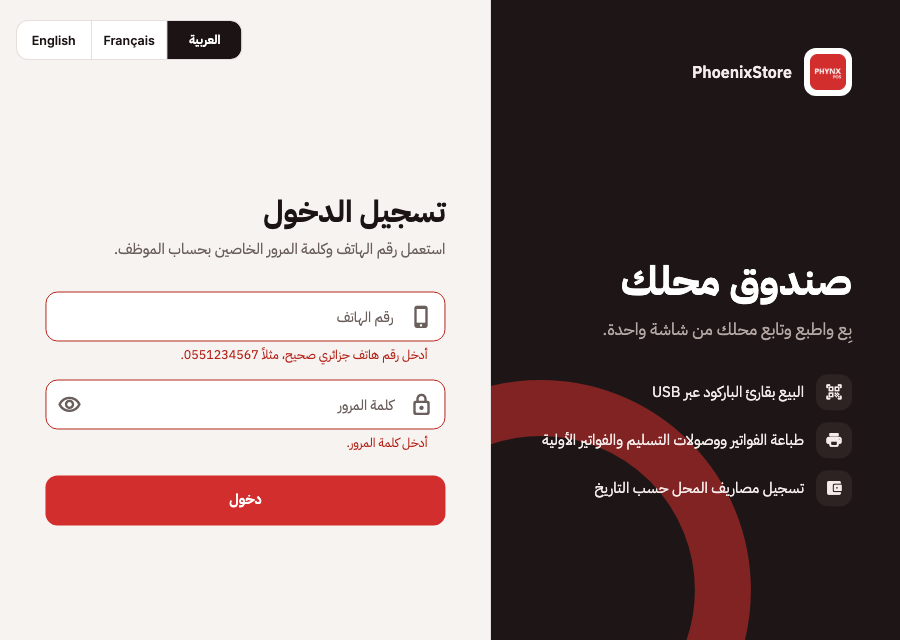 PhoenixStore
PHYNX
POS
صندوق محلك
بِع واطبع وتابع محلك من شاشة واحدة.
البيع بقارئ الباركود عبر USB
طباعة الفواتير ووصولات التسليم والفواتير الأولية
تسجيل مصاريف المحل حسب التاريخ
العربية
Français
English
تسجيل الدخول
استعمل رقم الهاتف وكلمة المرور الخاصين بحساب الموظف.
رقم الهاتف
أدخل رقم هاتف جزائري صحيح، مثلاً 0551234567.
كلمة المرور
أدخل كلمة المرور.
دخول